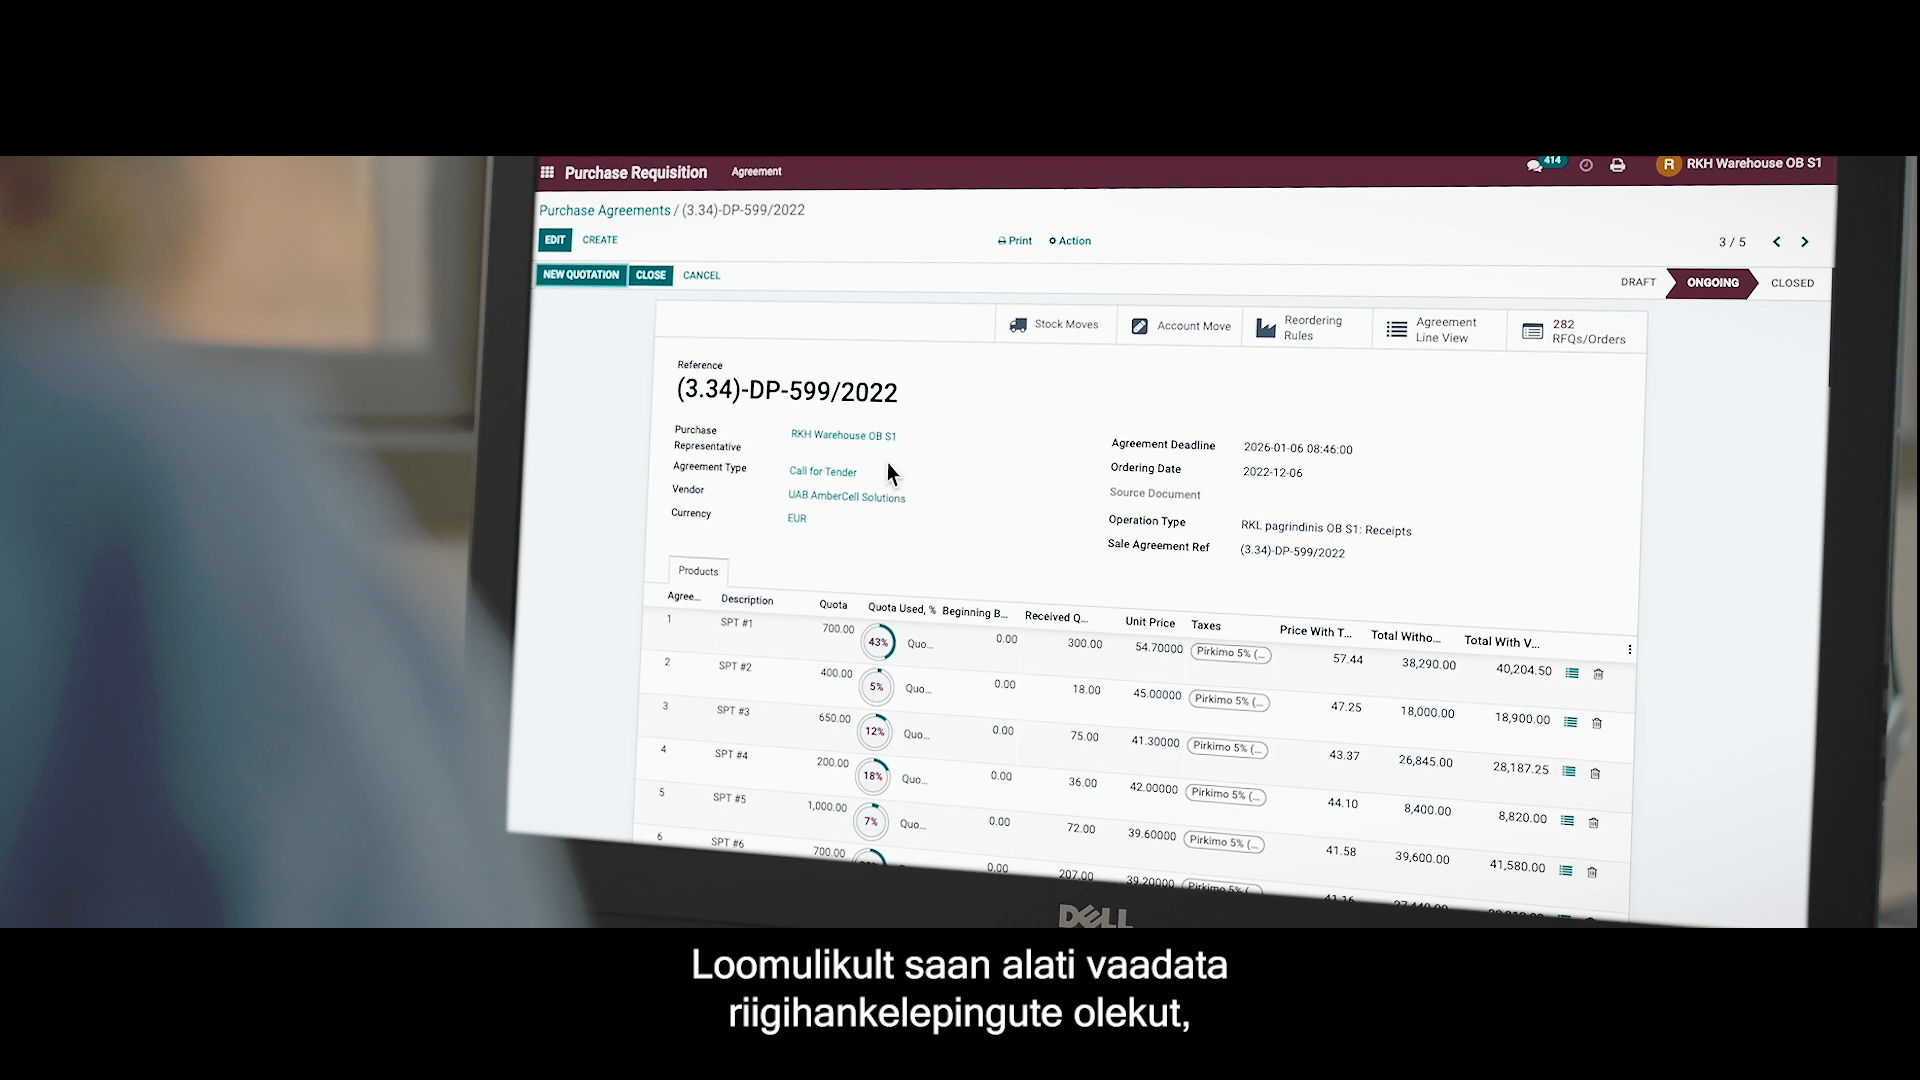 Purchase Requisition Agreement 414 R RKH Warehouse OB S1
Purchase Agreements / (3.34)-DP-599/2022
EDIT CREATE Print Action 3 / 5
NEW QUOTATION CLOSE CANCEL DRAFT ONGOING CLOSED
Stock Moves Account Move Reordering Rules Agreement Line View 282 RFQs/Orders
Reference
(3.34)-DP-599/2022
Purchase Representative RKH Warehouse OB S1
Agreement Type Call for Tender
Vendor UAB AmberCell Solutions
Currency EUR
Agreement Deadline 2026-01-06 08:46:00
Ordering Date 2022-12-06
Source Document
Operation Type RKL pagrindinis OB S1: Receipts
Sale Agreement Ref (3.34)-DP-599/2022
Products
Agree... Description Quota Quota Used, % Beginning B... Received Q... Unit Price Taxes Price With T... Total Witho... Total With V...
1 SPT #1 700.00 43% Quo... 0.00 300.00 54.70000 Pirkimo 5% (... 57.44 38,290.00 40,204.50
2 SPT #2 400.00 5% Quo... 0.00 18.00 45.00000 Pirkimo 5% (... 47.25 18,000.00 18,900.00
3 SPT #3 650.00 12% Quo... 0.00 75.00 41.30000 Pirkimo 5% (... 43.37 26,845.00 28,187.25
4 SPT #4 200.00 18% Quo... 0.00 36.00 42.00000 Pirkimo 5% (... 44.10 8,400.00 8,820.00
5 SPT #5 1,000.00 7% Quo... 0.00 72.00 39.60000 Pirkimo 5% (... 41.58 39,600.00 41,580.00
6 SPT #6 700.00 0.00 207.00 39.20000 Pirkimo 5% (
DELL
Loomulikult saan alati vaadata
riigihankelepingute olekut,